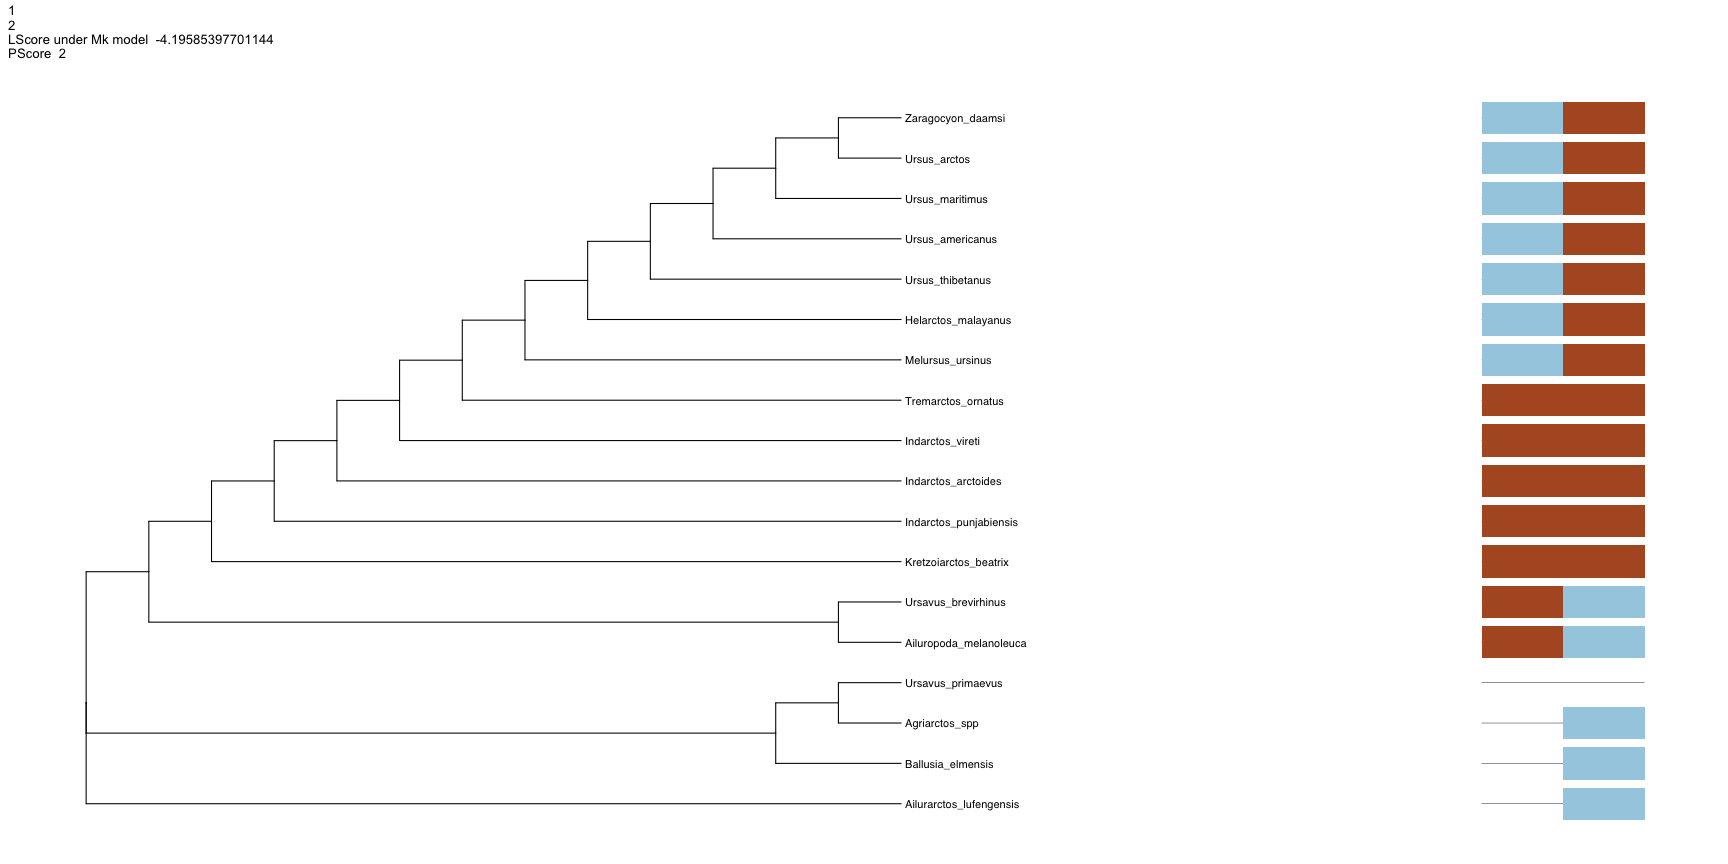 1
2
LScore under Mk model -4.19585397701144
PScore 2
Zaragocyon_daamsi
Ursus_arctos
Ursus_maritimus
Ursus_americanus
Ursus_thibetanus
Helarctos_malayanus
Melursus_ursinus
Tremarctos_ornatus
Indarctos_vireti
Indarctos_arctoides
Indarctos_punjabiensis
Kretzoiarctos_beatrix
Ursavus_brevirhinus
Ailuropoda_melanoleuca
Ursavus_primaevus
Agriarctos_spp
Ballusia_elmensis
Ailurarctos_lufengensis